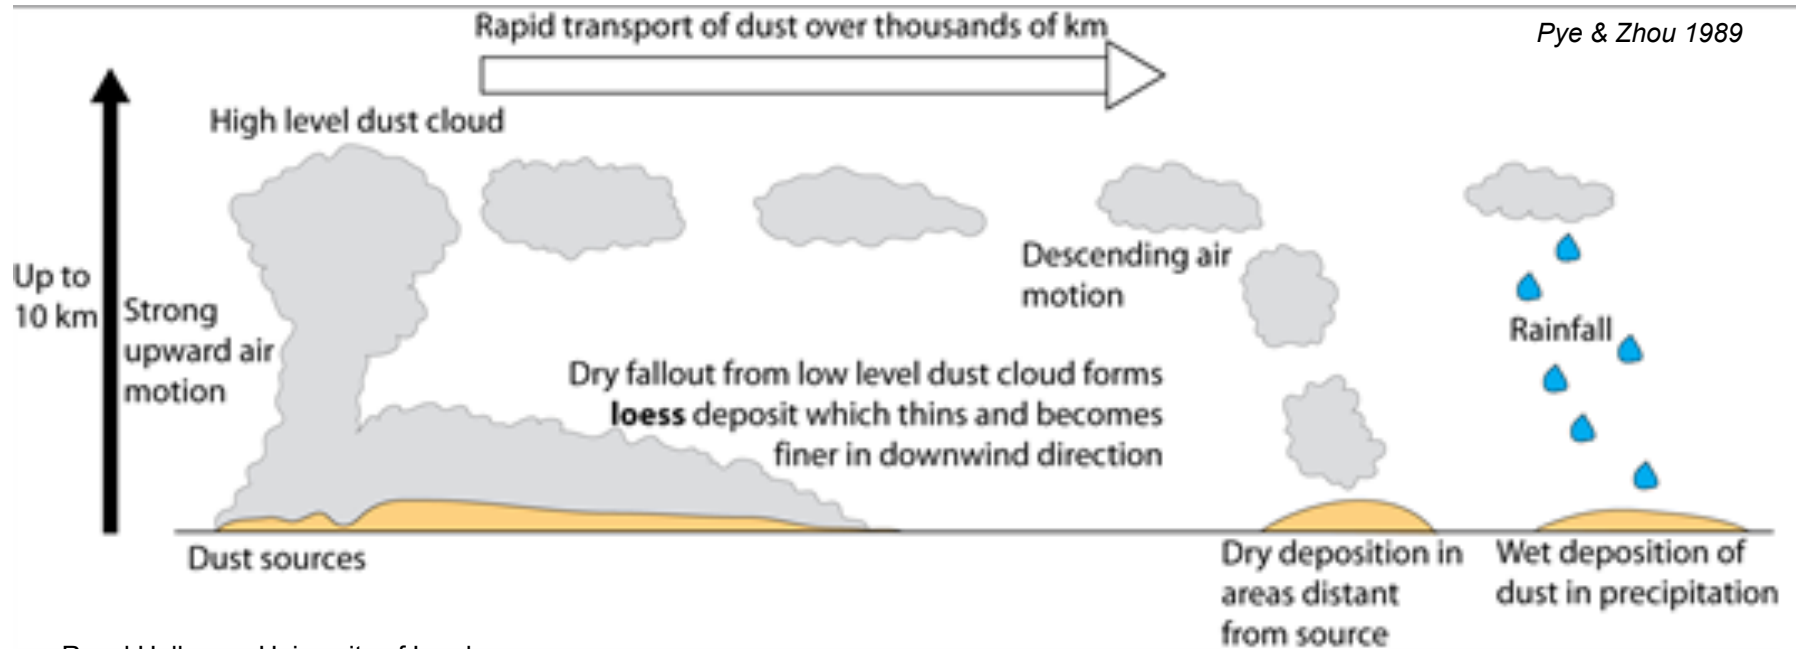 Rapid transport of dust over thousands of km
Pye & Zhou 1989
High level dust cloud
Up to
10 km
Strong
upward air
motion
Descending air
motion
Rainfall
Dry fallout from low level dust cloud forms
loess deposit which thins and becomes
finer in downwind direction
Dust sources
Dry deposition in
areas distant
from source
Wet deposition of
dust in precipitation